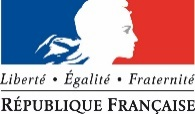 Liberté • Égalité • Fraternité
RÉPUBLIQUE FRANÇAISE